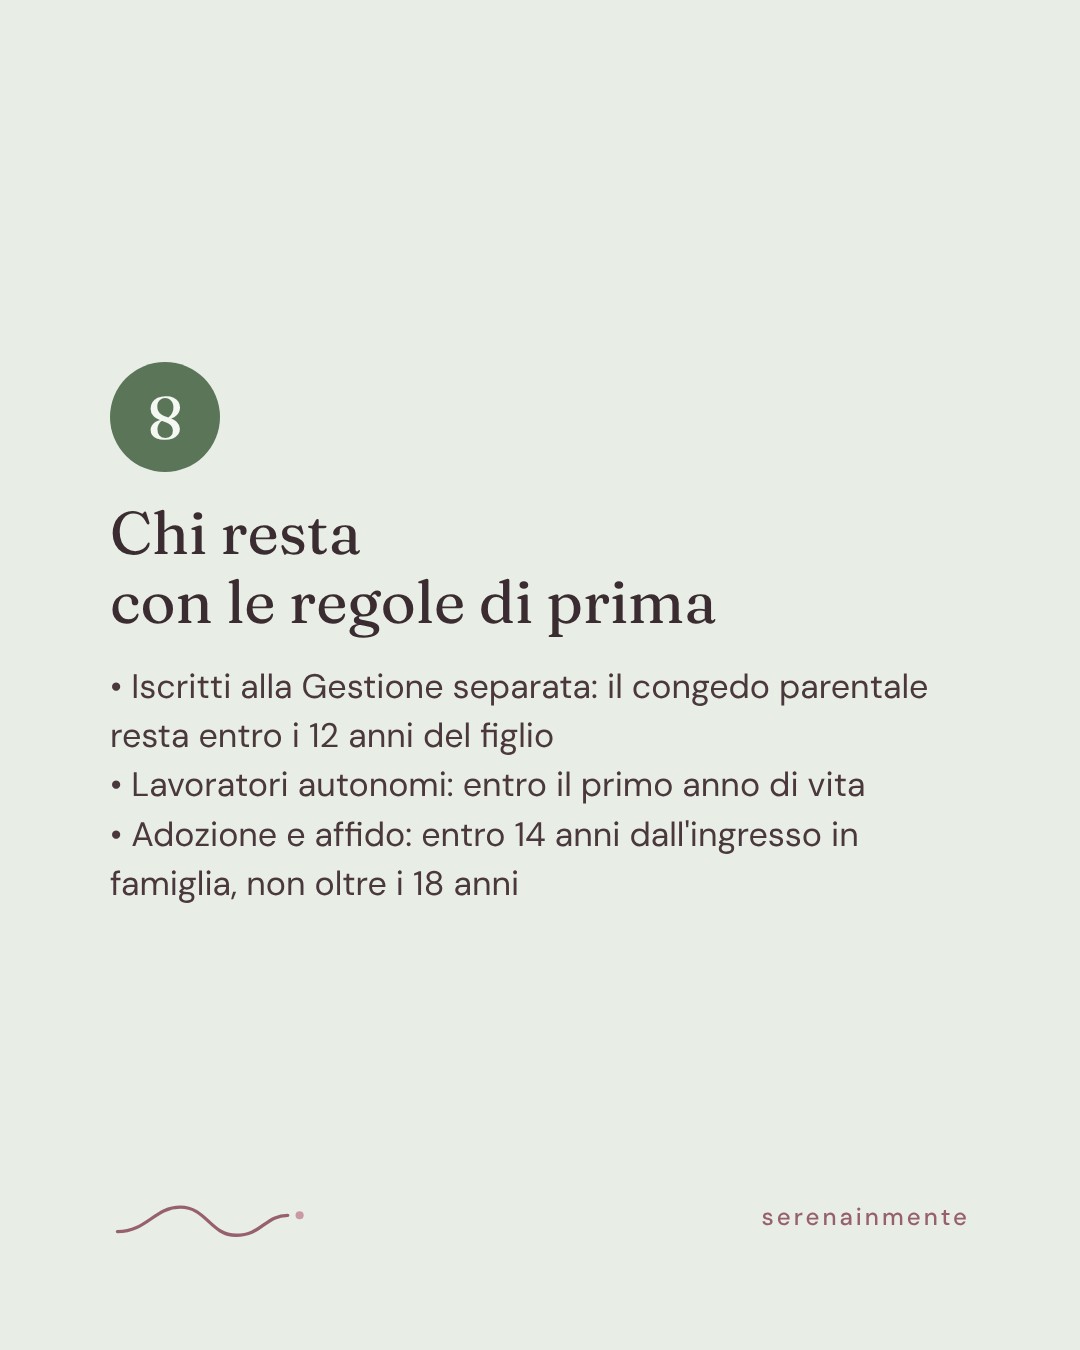 8
Chi resta
con le regole di prima
• Iscritti alla Gestione separata: il congedo parentale
resta entro i 12 anni del figlio
• Lavoratori autonomi: entro il primo anno di vita
• Adozione e affido: entro 14 anni dall'ingresso in
famiglia, non oltre i 18 anni
serenainmente